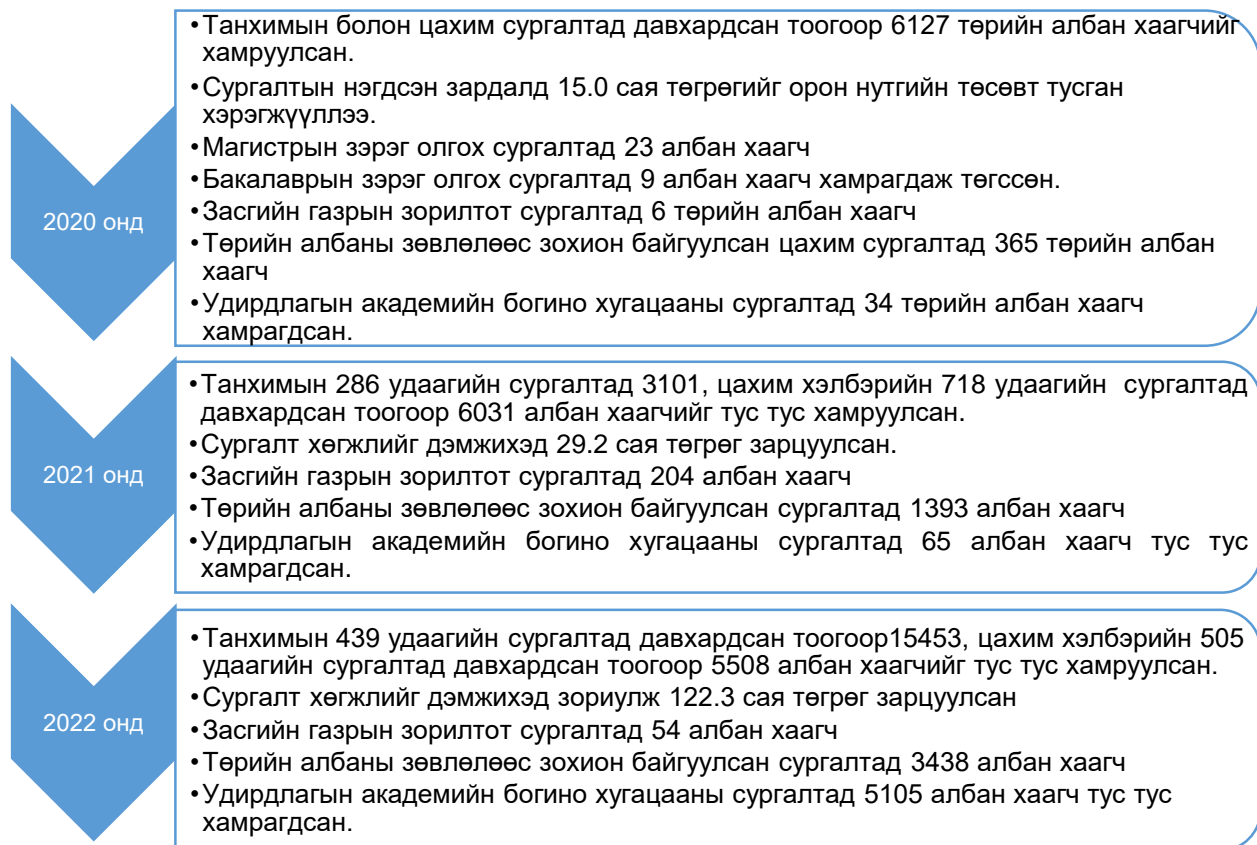 2020 онд
•Танхимын болон цахим сургалтад давхардсан тоогоор 6127 төрийн албан хаагчийг
хамруулсан.
•Сургалтын нэгдсэн зардалд 15.0 сая төгрөгийг орон нутгийн төсөвт тусган
хэрэгжүүллээ.
•Магистрын зэрэг олгох сургалтад 23 албан хаагч
•Бакалаврын зэрэг олгох сургалтад 9 албан хаагч хамрагдаж төгссөн.
•Засгийн газрын зорилтот сургалтад 6 төрийн албан хаагч
•Төрийн албаны зөвлөлөөс зохион байгуулсан цахим сургалтад 365 төрийн албан
хаагч
•Удирдлагын академийн богино хугацааны сургалтад 34 төрийн албан хаагч
хамрагдсан.
2021 онд
•Танхимын 286 удаагийн сургалтад 3101, цахим хэлбэрийн 718 удаагийн сургалтад
давхардсан тоогоор 6031 албан хаагчийг тус тус хамруулсан.
•Сургалт хөгжлийг дэмжихэд 29.2 сая төгрөг зарцуулсан.
•Засгийн газрын зорилтот сургалтад 204 албан хаагч
•Төрийн албаны зөвлөлөөс зохион байгуулсан сургалтад 1393 албан хаагч
•Удирдлагын академийн богино хугацааны сургалтад 65 албан хаагч тус тус
хамрагдсан.
2022 онд
•Танхимын 439 удаагийн сургалтад давхардсан тоогоор15453, цахим хэлбэрийн 505
удаагийн сургалтад давхардсан тоогоор 5508 албан хаагчийг тус тус хамруулсан.
•Сургалт хөгжлийг дэмжихэд зориулж 122.3 сая төгрөг зарцуулсан
•Засгийн газрын зорилтот сургалтад 54 албан хаагч
•Төрийн албаны зөвлөлөөс зохион байгуулсан сургалтад 3438 албан хаагч
•Удирдлагын академийн богино хугацааны сургалтад 5105 албан хаагч тус тус
хамрагдсан.